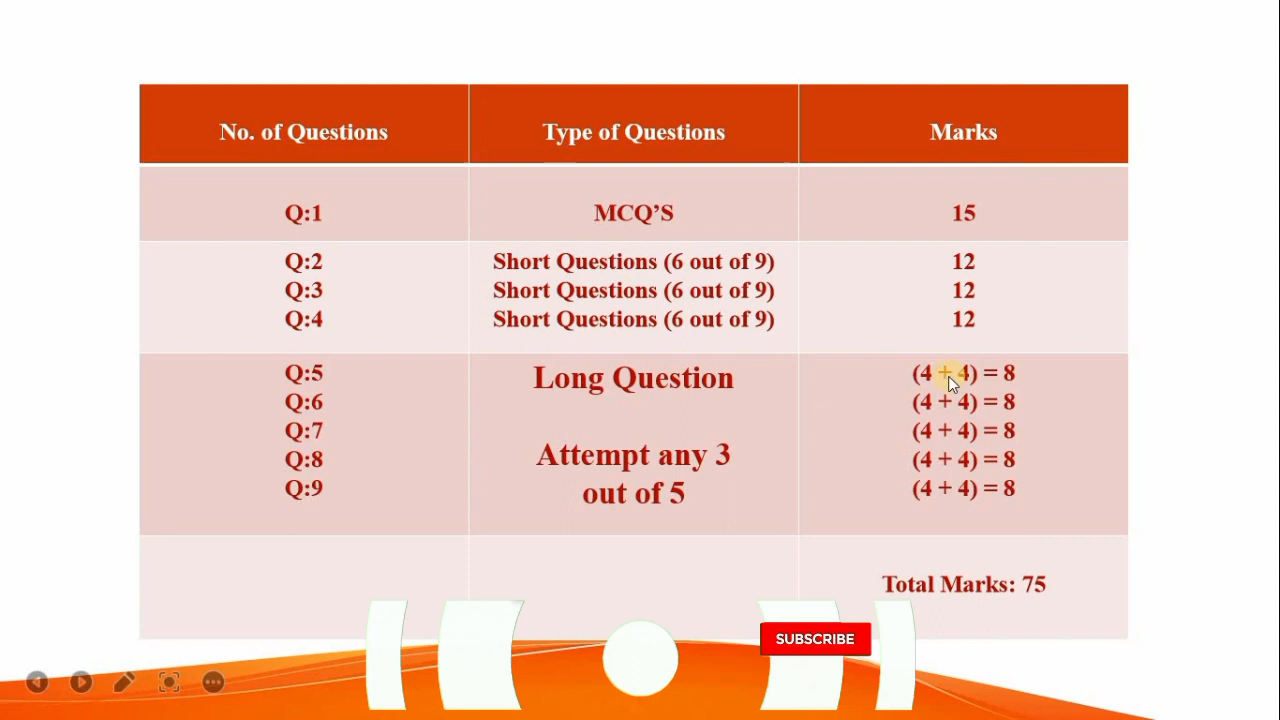 No. of Questions Type of Questions Marks
Q:1 MCQ’S 15
Q:2 Short Questions (6 out of 9) 12
Q:3 Short Questions (6 out of 9) 12
Q:4 Short Questions (6 out of 9) 12
Q:5 Long Question (4 + 4) = 8
Q:6 (4 + 4) = 8
Q:7 (4 + 4) = 8
Q:8 Attempt any 3 (4 + 4) = 8
Q:9 out of 5 (4 + 4) = 8
Total Marks: 75
SUBSCRIBE